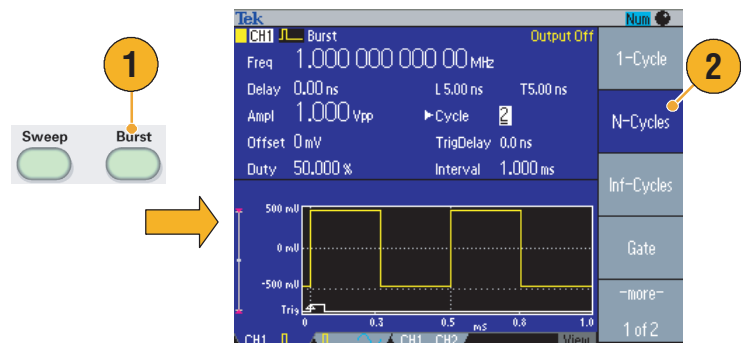 1
Sweep Burst
Tek Num
CH1 Burst Output Off
Freq 1.000 000 000 00 MHz
Delay 0.00 ns L 5.00 ns T5.00 ns
Ampl 1.000 Vpp ►Cycle 2
Offset 0 mV TrigDelay 0.0 ns
Duty 50.000 % Interval 1.000 ms
500 mU
0 mU
-500 mU
Trig
0 0.3 0.5 ms 0.8 1.0
CH1 CH1 CH2 View
1-Cycle
2
N-Cycles
Inf-Cycles
Gate
-more-
1 of 2